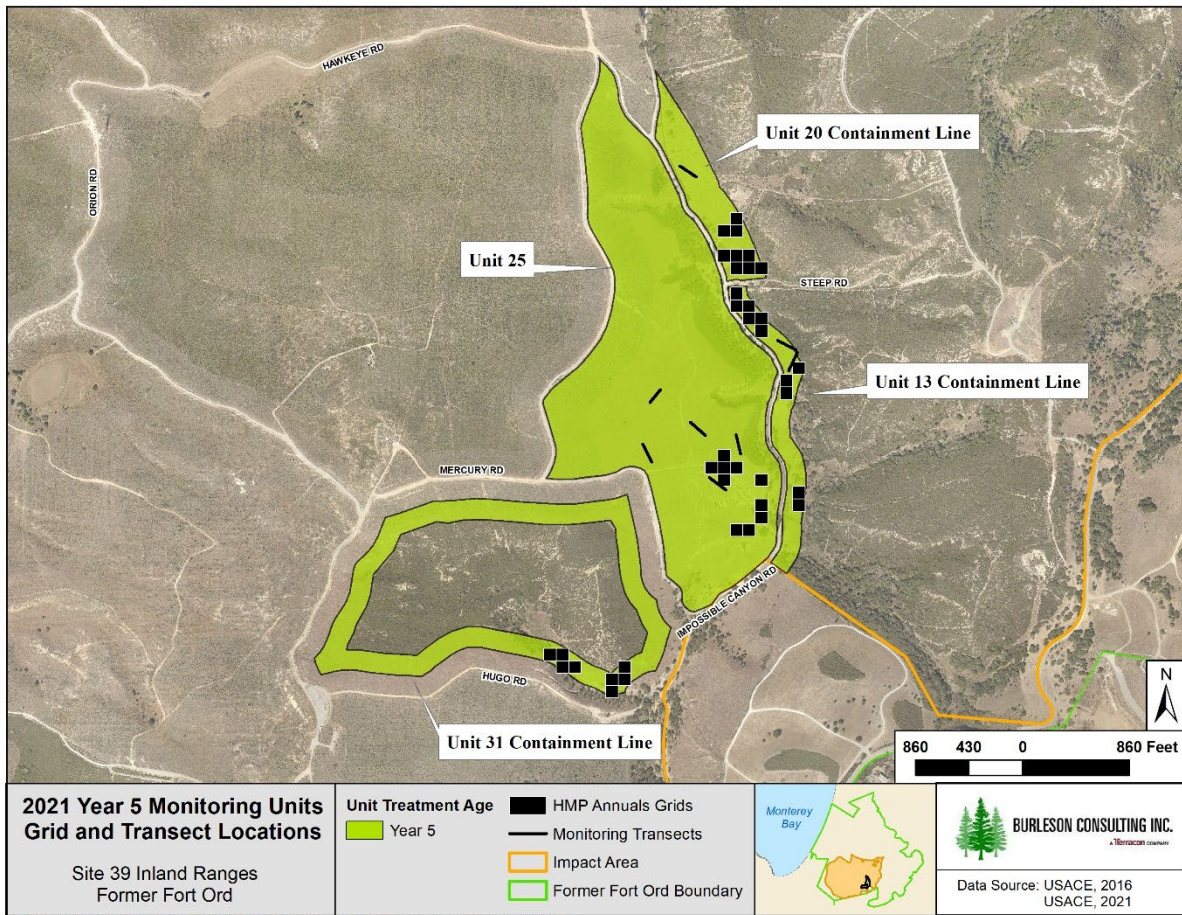 HAWKEYE RD
ORION RD
Unit 20 Containment Line
Unit 25
STEEP RD
Unit 13 Containment Line
MERCURY RD
IMPOSSIBLE CANYON RD
HUGO RD
Unit 31 Containment Line
N
860 430 0 860 Feet
2021 Year 5 Monitoring Units
Grid and Transect Locations
Site 39 Inland Ranges
Former Fort Ord
Unit Treatment Age
Year 5
HMP Annuals Grids
Monitoring Transects
Impact Area
Former Fort Ord Boundary
Monterey
Bay
BURLESON CONSULTING INC.
A Terracon COMPANY
Data Source: USACE, 2016
USACE, 2021